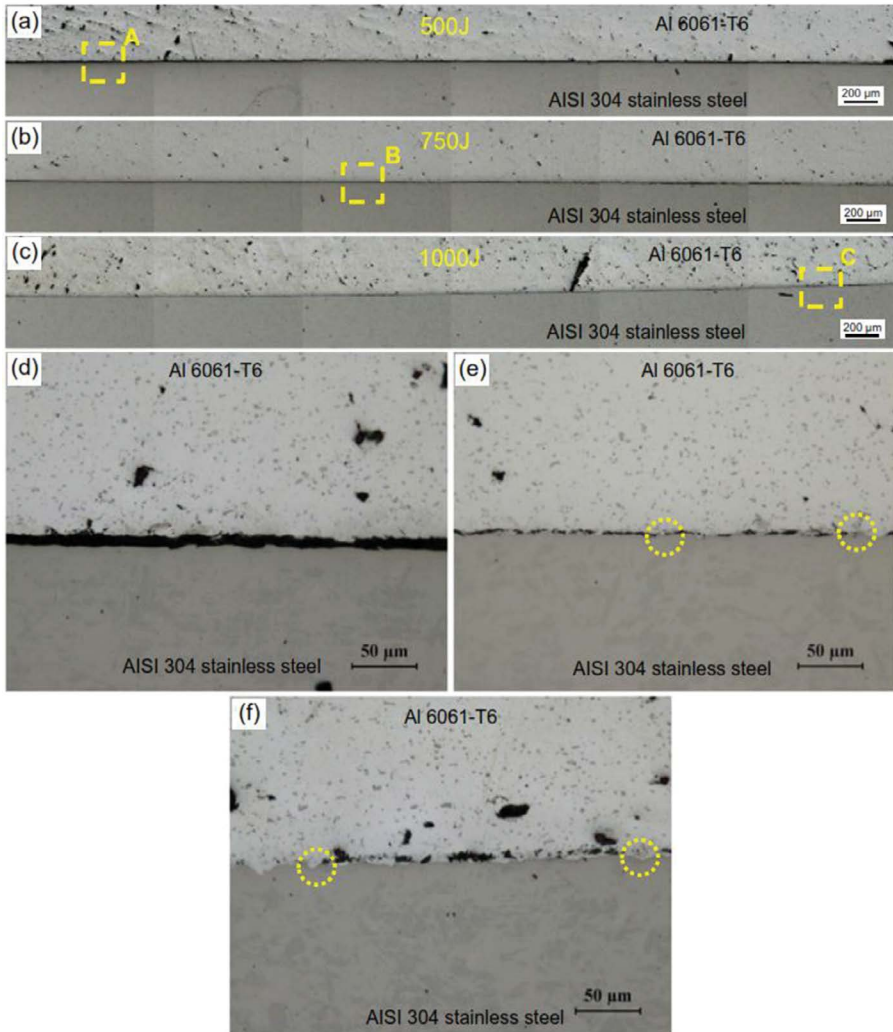 (a)
A
500J
Al 6061-T6
AISI 304 stainless steel
200 μm
(b)
750J
B
Al 6061-T6
AISI 304 stainless steel
200 μm
(c)
1000J
Al 6061-T6
C
AISI 304 stainless steel
200 μm
(d)
Al 6061-T6
AISI 304 stainless steel
50 μm
(e)
Al 6061-T6
AISI 304 stainless steel
50 μm
(f)
Al 6061-T6
50 μm
AISI 304 stainless steel